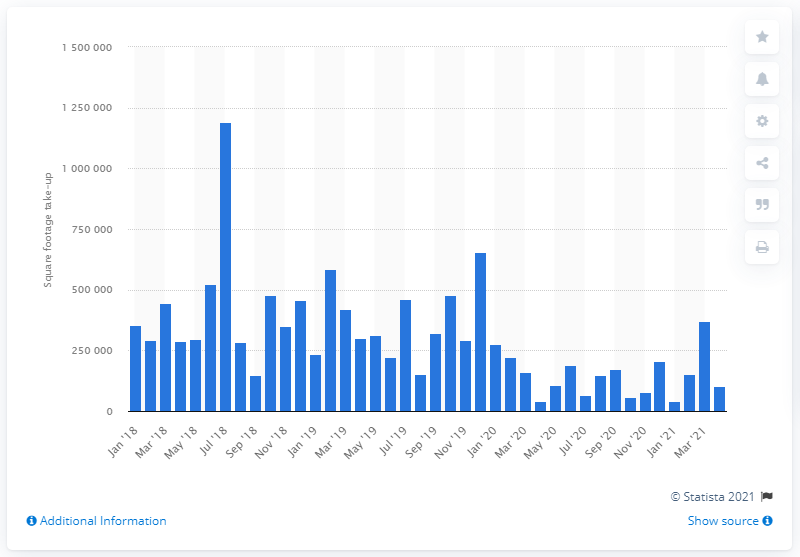 1 500 000
1 250 000
1 000 000
750 000
500 000
250 000
0
Square footage take-up
Jan '18
Mar '18
May '18
Jul '18
Sep '18
Nov '18
Jan '19
Mar '19
May '19
Jul '19
Sep '19
Nov '19
Jan '20
Mar '20
May '20
Jul '20
Sep '20
Nov '20
Jan '21
Mar '21
© Statista 2021
Additional Information
Show source